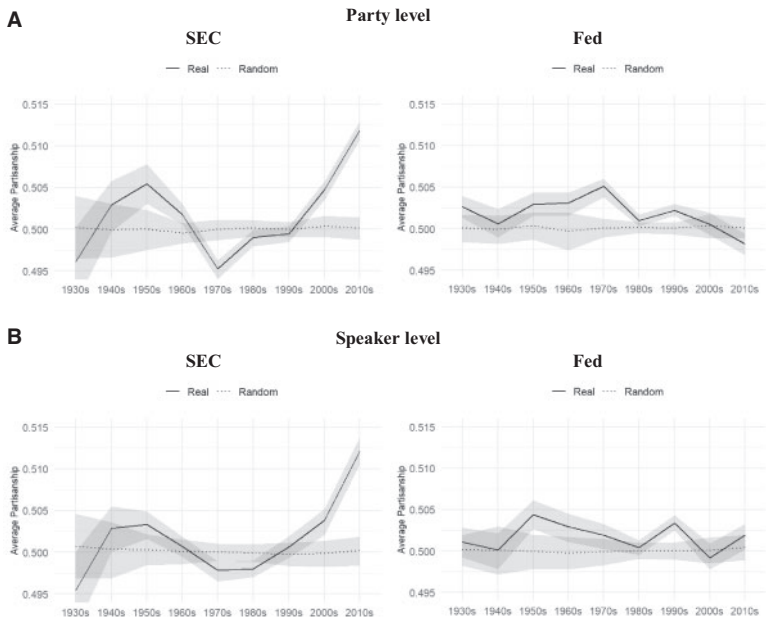 A
Party level
SEC
Fed
Real Random
Real Random
Average Partisanship
0.515
0.510
0.505
0.500
0.495
1930s 1940s 1950s 1960s 1970s 1980s 1990s 2000s 2010s
Average Partisanship
0.515
0.510
0.505
0.500
0.495
1930s 1940s 1950s 1960s 1970s 1980s 1990s 2000s 2010s
B
Speaker level
SEC
Fed
Real Random
Real Random
Average Partisanship
0.515
0.510
0.505
0.500
0.495
1930s 1940s 1950s 1960s 1970s 1980s 1990s 2000s 2010s
Average Partisanship
0.515
0.510
0.505
0.500
0.495
1930s 1940s 1950s 1960s 1970s 1980s 1990s 2000s 2010s